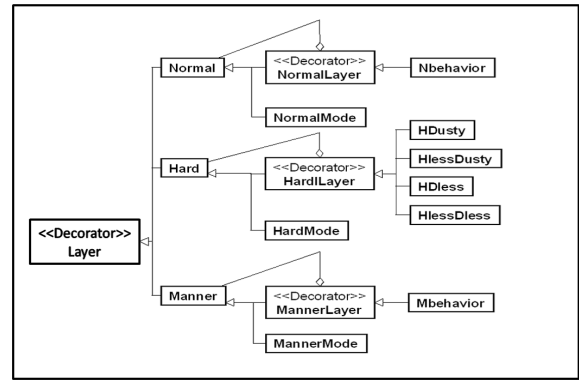 Normal
<<Decorator>>
NormalLayer
Nbehavior
NormalMode
HDusty
HlessDusty
HDless
HlessDless
Hard
<<Decorator>>
HardlLayer
HardMode
<<Decorator>>
Layer
Manner
<<Decorator>>
MannerLayer
Mbehavior
MannerMode